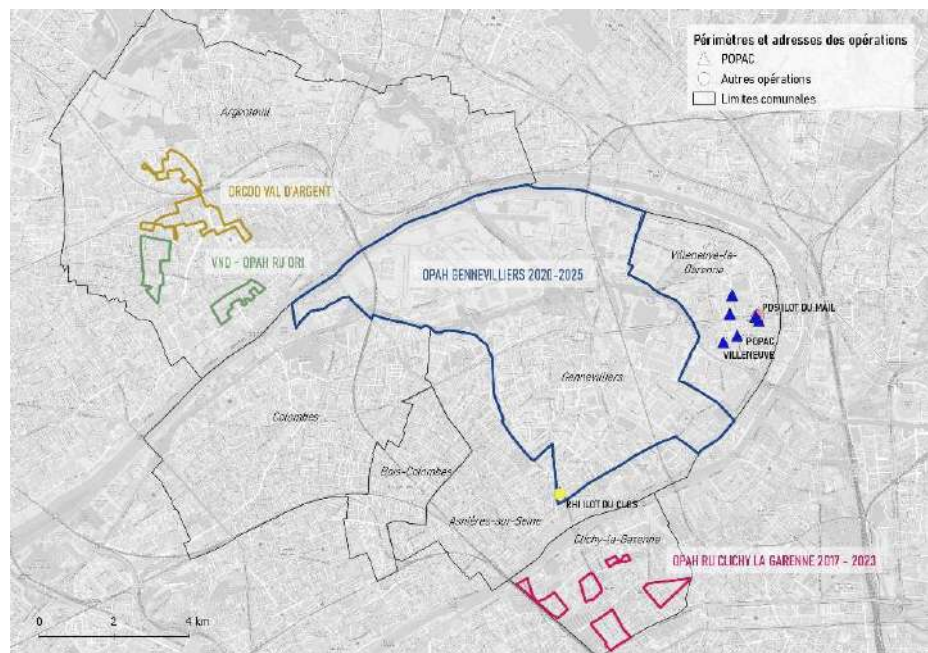 Périmètres et adresses des opérations
POPAC
Autres opérations
Limites communales
Argenteuil
ORCOD VAL D'ARGENT
VND - OPAH RU ORI
OPAH GENNEVILLIERS 2020-2025
Villeneuve-la-
Garenne
PDS ILOT DU MAIL
POPAC
VILLENEUVE
Gennevilliers
Colombes
Bois-Colombes
RHI ILOT DU CLOS
Asnières-sur-Seine
Clichy-la-Garenne
OPAH RU CLICHY LA GARENNE 2017 - 2023
0 2 4 km